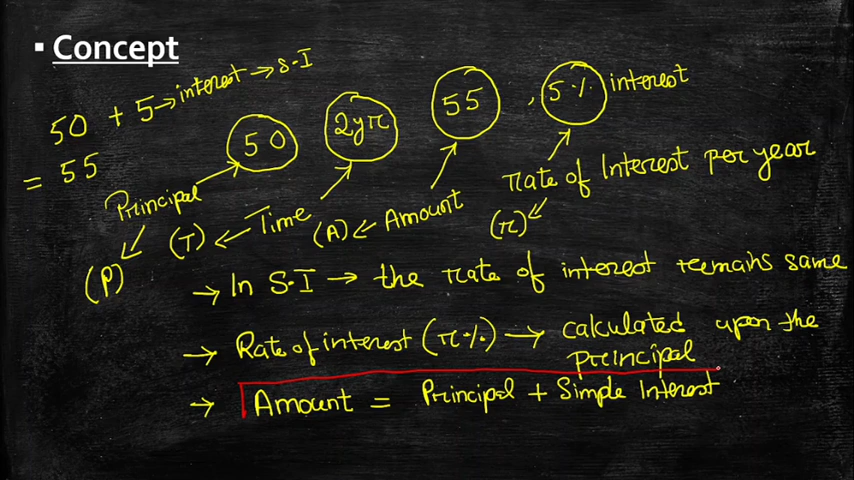 ▪ Concept
50 + 5 → interest → S.I
= 55
50 2yr 55 , 5% interest
Principal Time Amount Rate of Interest per year
(P) (T) (A) (r)
→ In S.I → the rate of interest remains same
→ Rate of interest (r%) → calculated upon the principal
→ Amount = Principal + Simple Interest